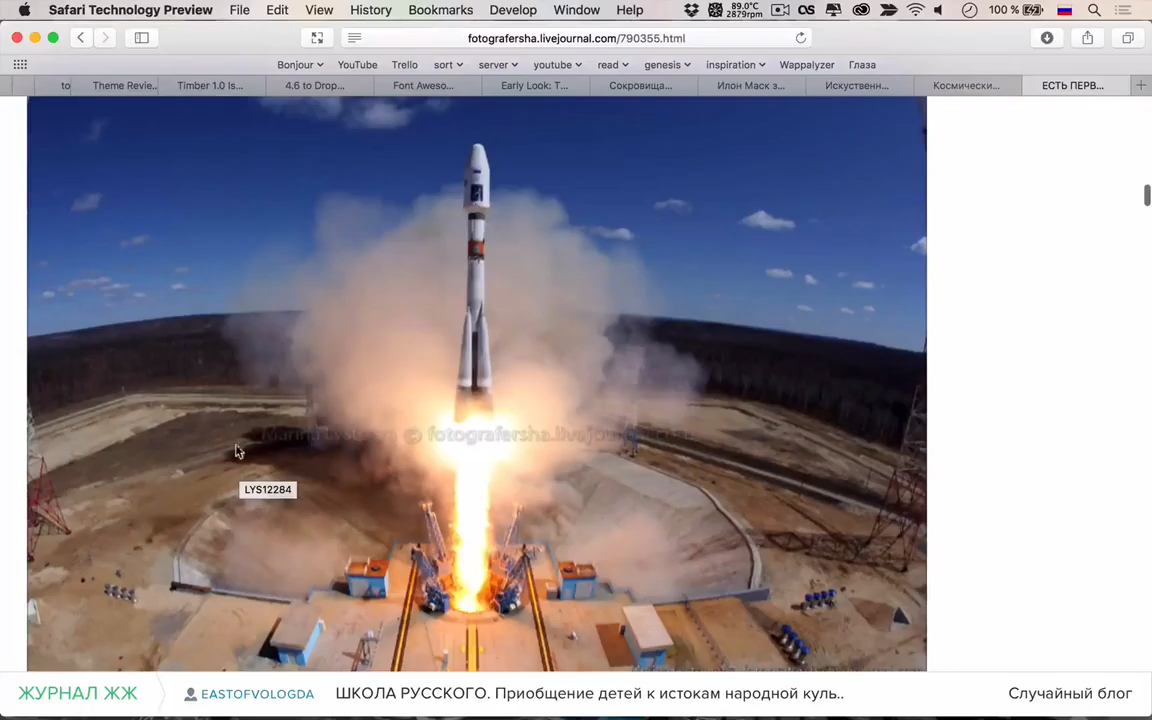 Safari Technology Preview File Edit View History Bookmarks Develop Window Help 89.0°C 2879rpm 100 %
fotografersha.livejournal.com/790355.html
Bonjour YouTube Trello sort server youtube read genesis inspiration Wappalyzer Глаза
to Theme Revie... Timber 1.0 Is... 4.6 to Drop... Font Aweso... Early Look: T... Сокровища... Илон Маск з... Искуственн... Космически... ЕСТЬ ПЕРВ...
© fotografersha.livejournal.com
LYS12284
ЖУРНАЛ ЖЖ EASTOFVOLOGDA ШКОЛА РУССКОГО. Приобщение детей к истокам народной куль.. Случайный блог